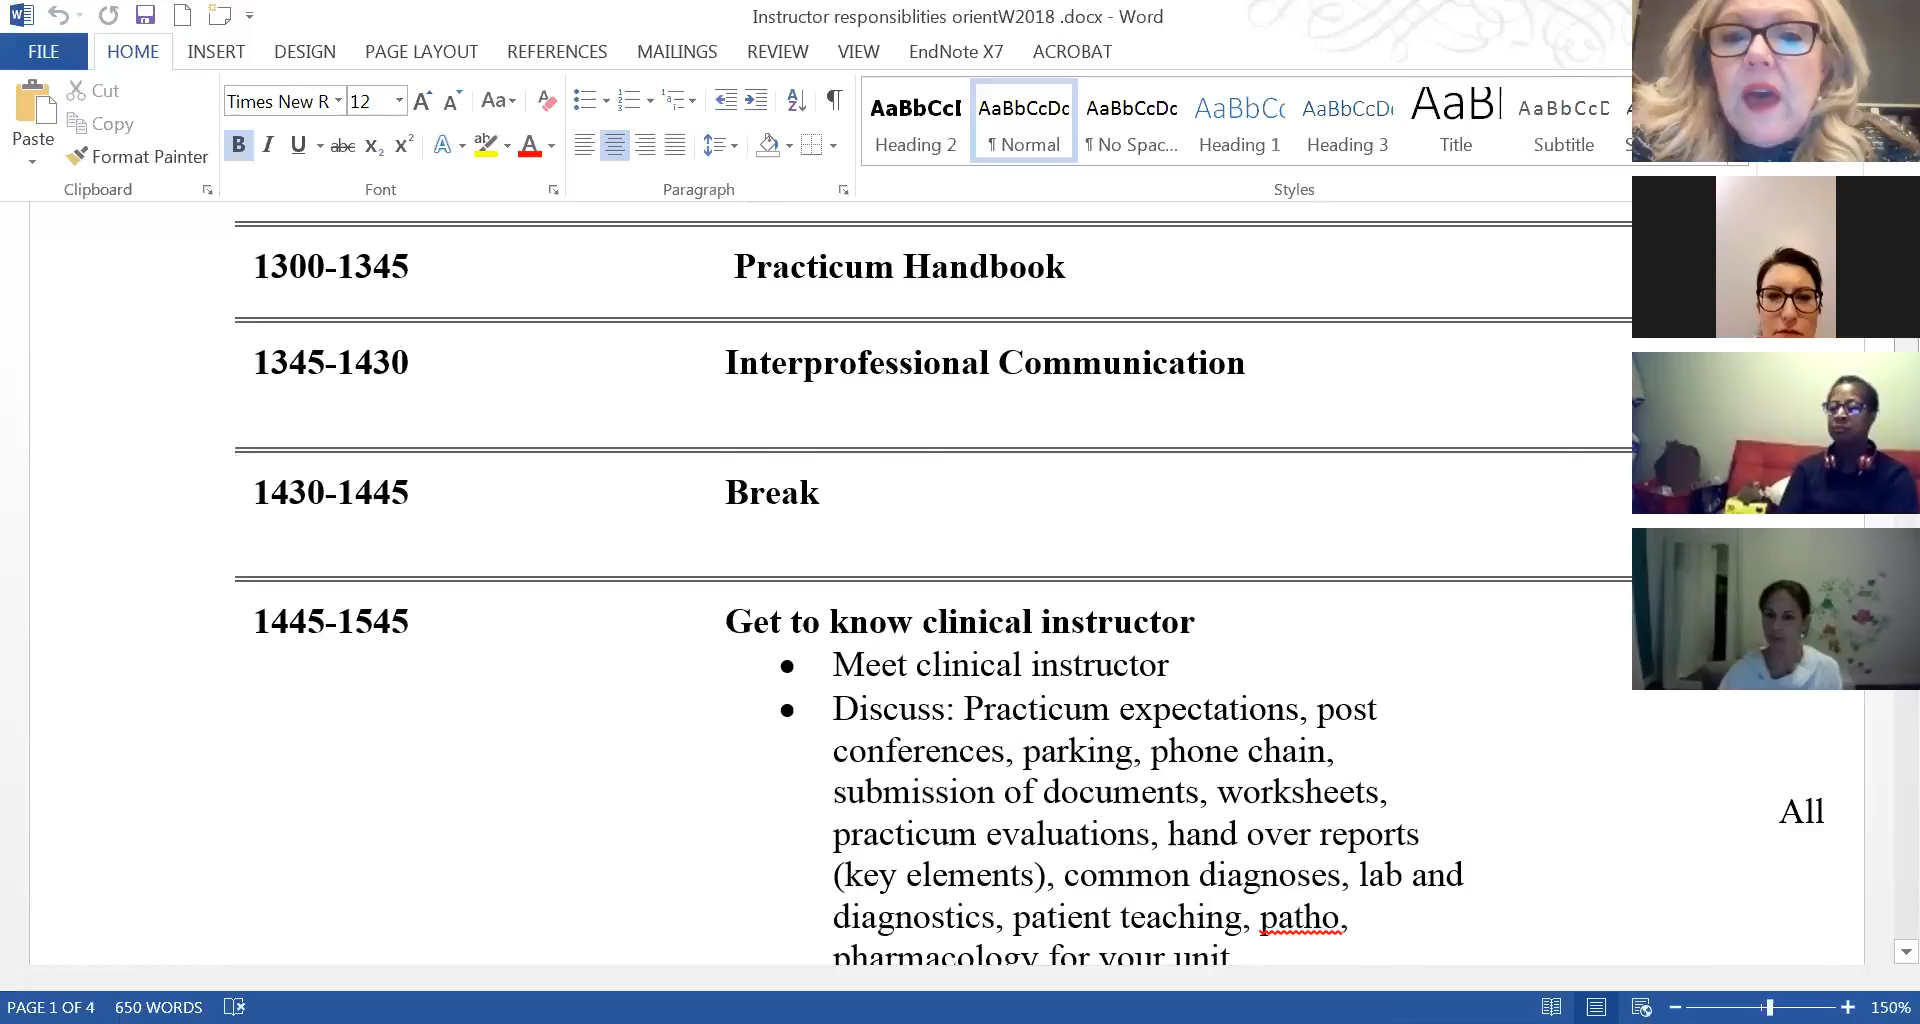 Instructor responsiblities orientW2018 .docx - Word
FILE HOME INSERT DESIGN PAGE LAYOUT REFERENCES MAILINGS REVIEW VIEW EndNote X7 ACROBAT
Paste
Cut
Copy
Format Painter
Clipboard
Times New R 12
Font
Paragraph
AaBbCcI AaBbCcDc AaBbCcDc AaBbCc AaBbCcDc AaB AaBbCcD
Heading 2 ¶ Normal ¶ No Spac... Heading 1 Heading 3 Title Subtitle
Styles
1300-1345 Practicum Handbook
1345-1430 Interprofessional Communication
1430-1445 Break
1445-1545 Get to know clinical instructor
• Meet clinical instructor
• Discuss: Practicum expectations, post
conferences, parking, phone chain,
submission of documents, worksheets,
practicum evaluations, hand over reports
(key elements), common diagnoses, lab and
diagnostics, patient teaching, patho,
pharmacology for your unit
All
PAGE 1 OF 4 650 WORDS 150%